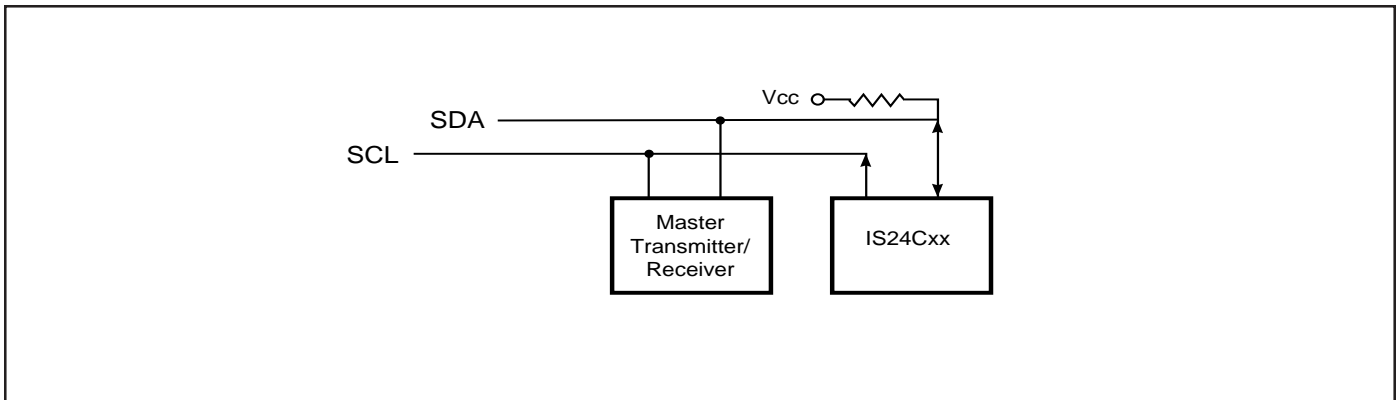 Vcc
SDA
SCL
Master
Transmitter/
Receiver
IS24Cxx